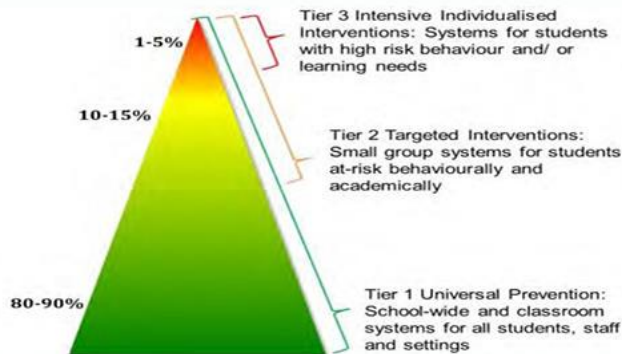 Tier 3 Intensive Individualised
Interventions: Systems for students
with high risk behaviour and/ or
learning needs
1-5%
10-15%
Tier 2 Targeted Interventions:
Small group systems for students
at-risk behaviourally and
academically
80-90%
Tier 1 Universal Prevention:
School-wide and classroom
systems for all students, staff
and settings